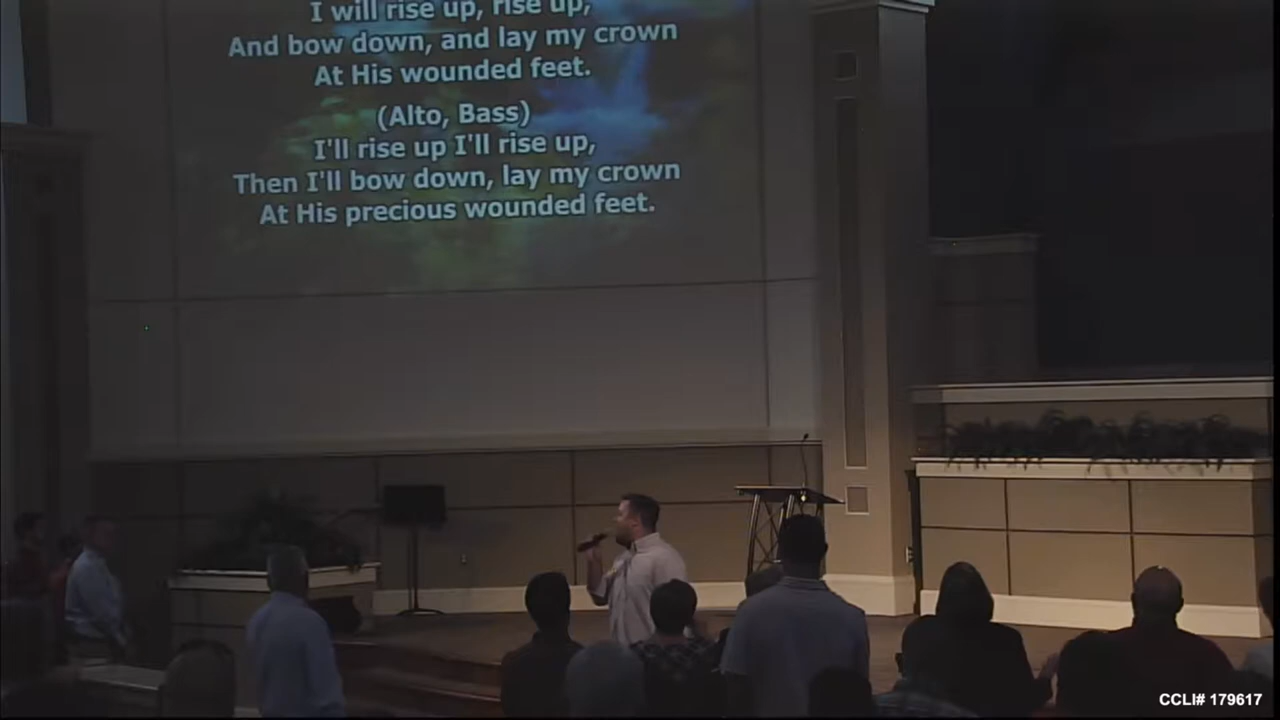 I will rise up, rise up,
And bow down, and lay my crown
At His wounded feet.
(Alto, Bass)
I'll rise up I'll rise up,
Then I'll bow down, lay my crown
At His precious wounded feet.
CCLI# 179617